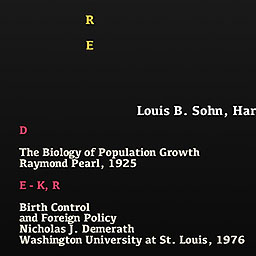 R
E
Louis B. Sohn, Har
D
The Biology of Population Growth
Raymond Pearl, 1925
E - K, R
Birth Control
and Foreign Policy
Nicholas J. Demerath
Washington University at St. Louis, 1976